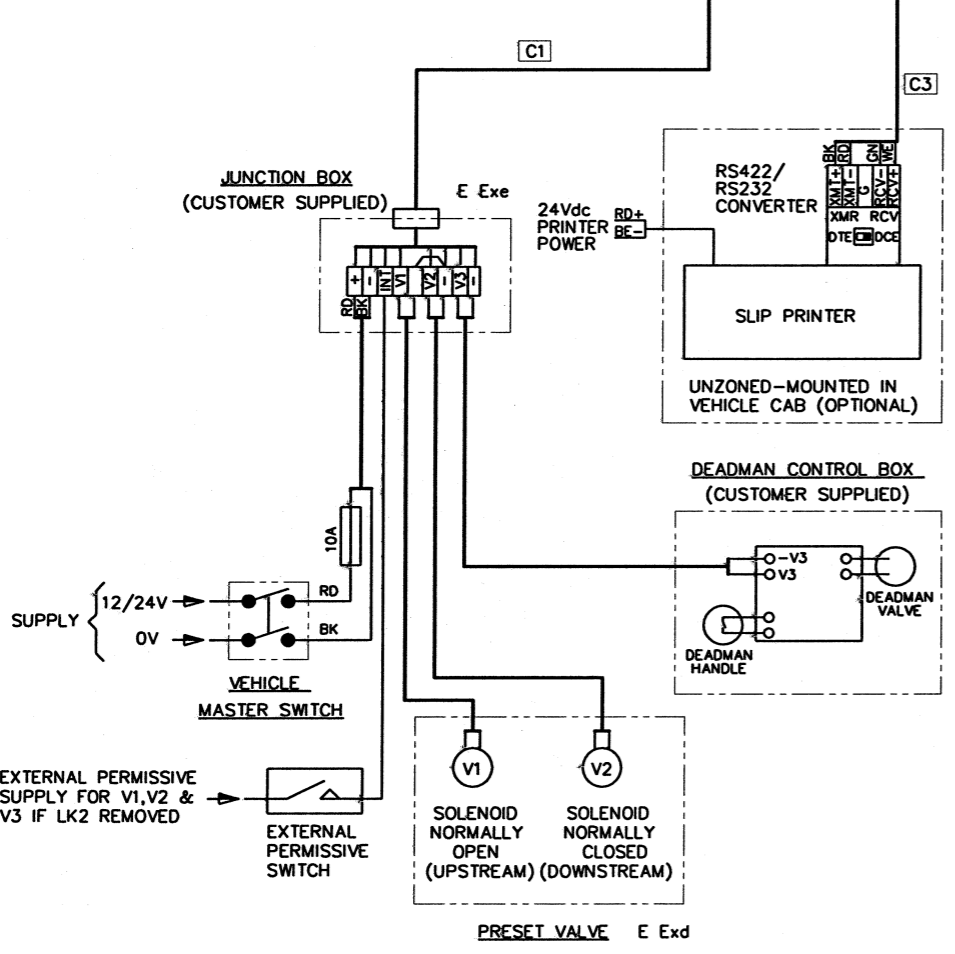 C1
C3
JUNCTION BOX
(CUSTOMER SUPPLIED)
E Exe
+
-
INT
V1
V2
-
V3
-
RD
BK
24Vdc
PRINTER
POWER
RD+
BE-
RS422/
RS232
CONVERTER
BK
RD
GN
WE
XMT+
XMT-
G
RCV-
RCV+
XMR RCV
DTE DCE
SLIP PRINTER
UNZONED-MOUNTED IN
VEHICLE CAB (OPTIONAL)
DEADMAN CONTROL BOX
(CUSTOMER SUPPLIED)
-V3
V3
DEADMAN
VALVE
DEADMAN
HANDLE
10A
SUPPLY
12/24V
0V
RD
BK
VEHICLE
MASTER SWITCH
EXTERNAL PERMISSIVE
SUPPLY FOR V1,V2 &
V3 IF LK2 REMOVED
EXTERNAL
PERMISSIVE
SWITCH
V1
V2
SOLENOID
NORMALLY
OPEN
(UPSTREAM)
SOLENOID
NORMALLY
CLOSED
(DOWNSTREAM)
PRESET VALVE E Exd